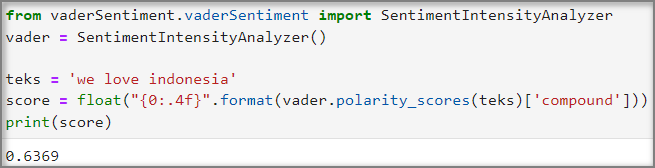 from vaderSentiment.vaderSentiment import SentimentIntensityAnalyzer
vader = SentimentIntensityAnalyzer()
teks = 'we love indonesia'
score = float("{0:.4f}".format(vader.polarity_scores(teks)['compound']))
print(score)
0.6369